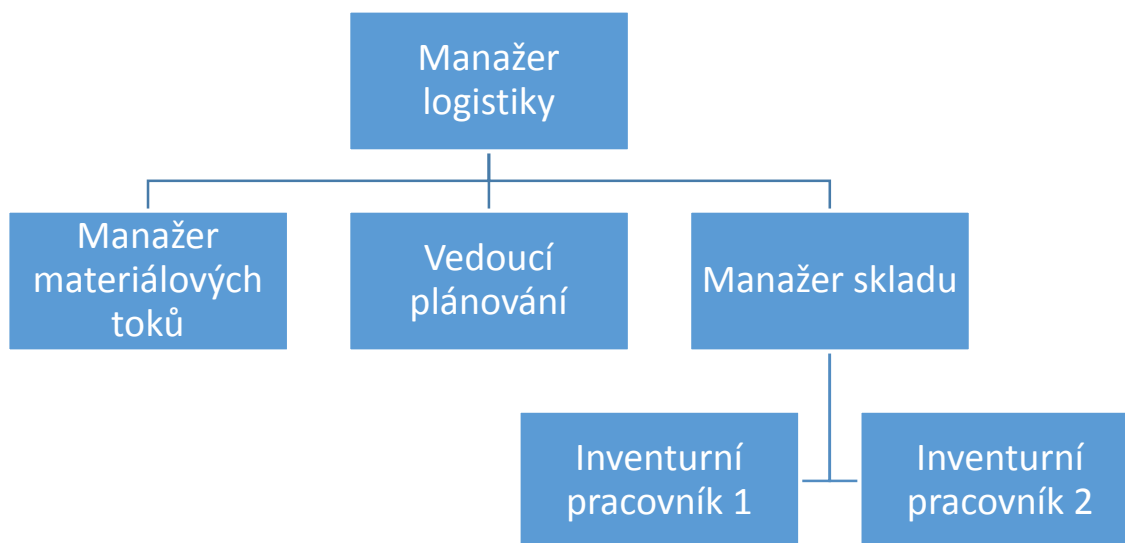 Manažer
logistiky
Manažer
materiálových
toků
Vedoucí
plánování
Manažer skladu
Inventurní
pracovník 1
Inventurní
pracovník 2